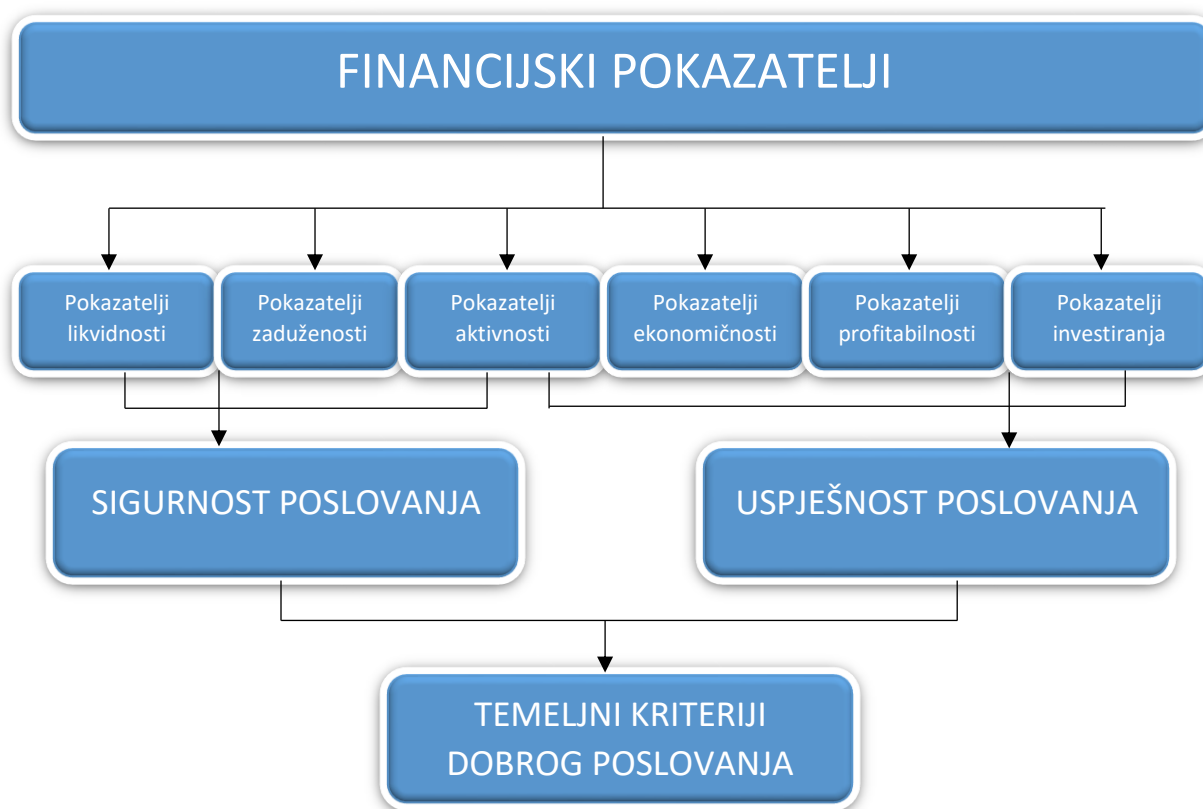 FINANCIJSKI POKAZATELJI
Pokazatelji
likvidnosti
Pokazatelji
zaduženosti
Pokazatelji
aktivnosti
Pokazatelji
ekonomičnosti
Pokazatelji
profitabilnosti
Pokazatelji
investiranja
SIGURNOST POSLOVANJA
USPJEŠNOST POSLOVANJA
TEMELJNI KRITERIJI
DOBROG POSLOVANJA